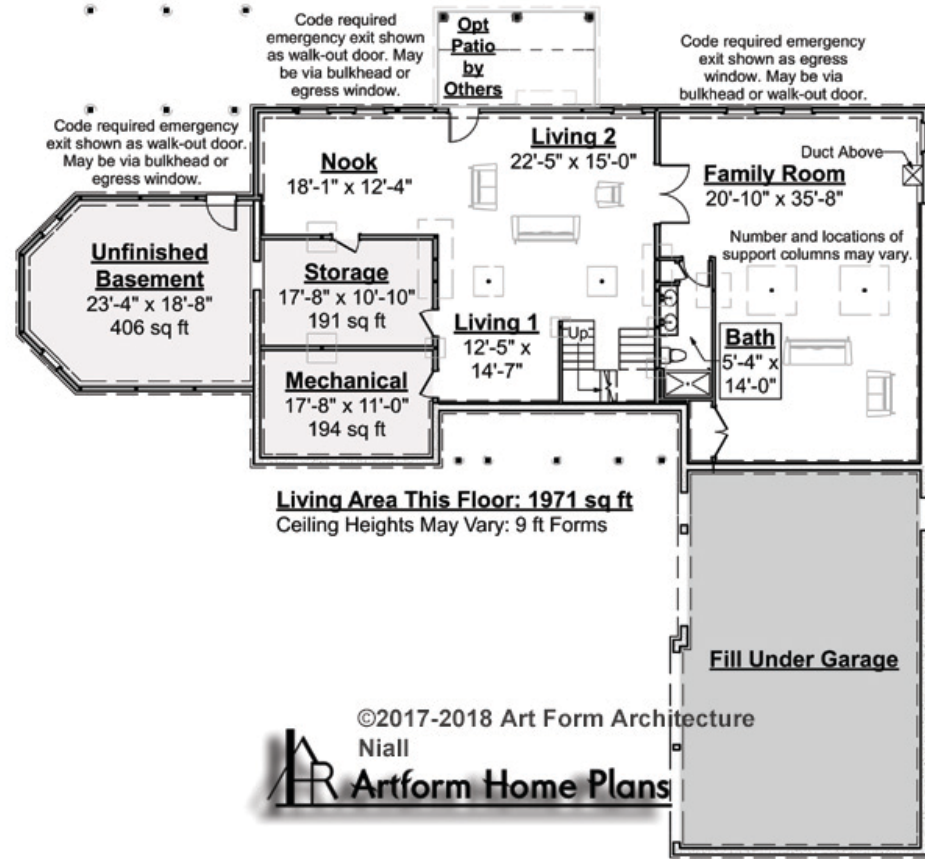 Code required
emergency exit shown
as walk-out door. May
be via bulkhead or
egress window.
Opt
Patio
by
Others
Code required emergency
exit shown as egress
window. May be via
bulkhead or walk-out door.
Code required emergency
exit shown as walk-out door.
May be via bulkhead or
egress window.
Nook
18'-1" x 12'-4"
Living 2
22'-5" x 15'-0"
Duct Above
Family Room
20'-10" x 35'-8"
Number and locations of
support columns may vary.
Unfinished
Basement
23'-4" x 18'-8"
406 sq ft
Storage
17'-8" x 10'-10"
191 sq ft
Living 1
12'-5" x
14'-7"
Up
Bath
5'-4" x
14'-0"
Mechanical
17'-8" x 11'-0"
194 sq ft
Living Area This Floor: 1971 sq ft
Ceiling Heights May Vary: 9 ft Forms
Fill Under Garage
©2017-2018 Art Form Architecture
Niall
Artform Home Plans